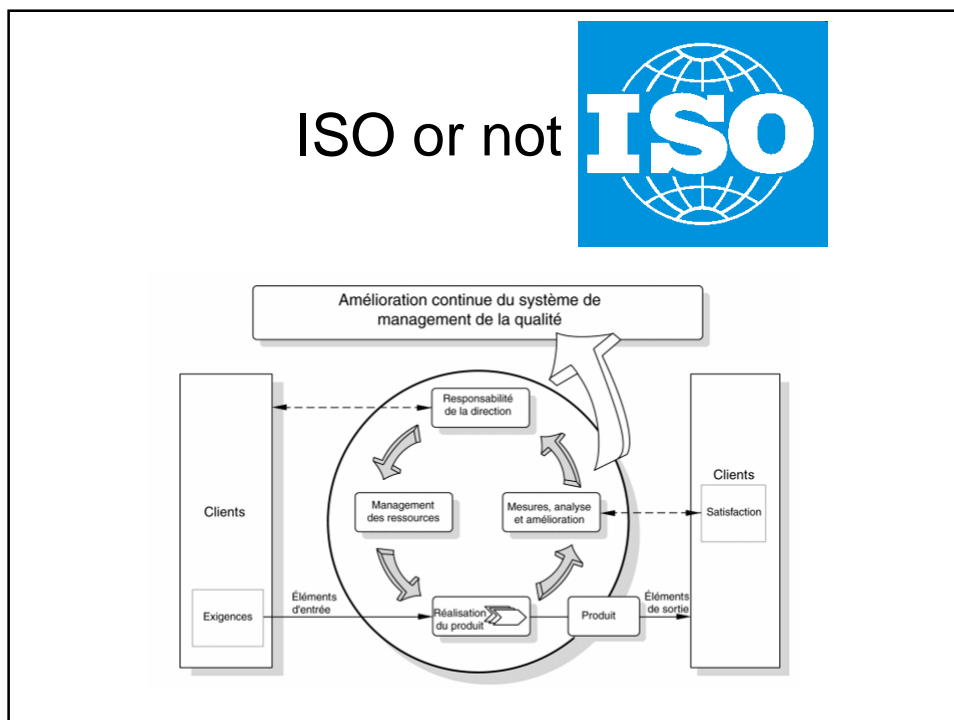 ISO or not ISO
Amélioration continue du système de
management de la qualité
Responsabilité
de la direction
Clients
Management
des ressources
Mesures, analyse
et amélioration
Clients
Satisfaction
Exigences
Éléments
d'entrée
Réalisation
du produit
Produit
Éléments
de sortie